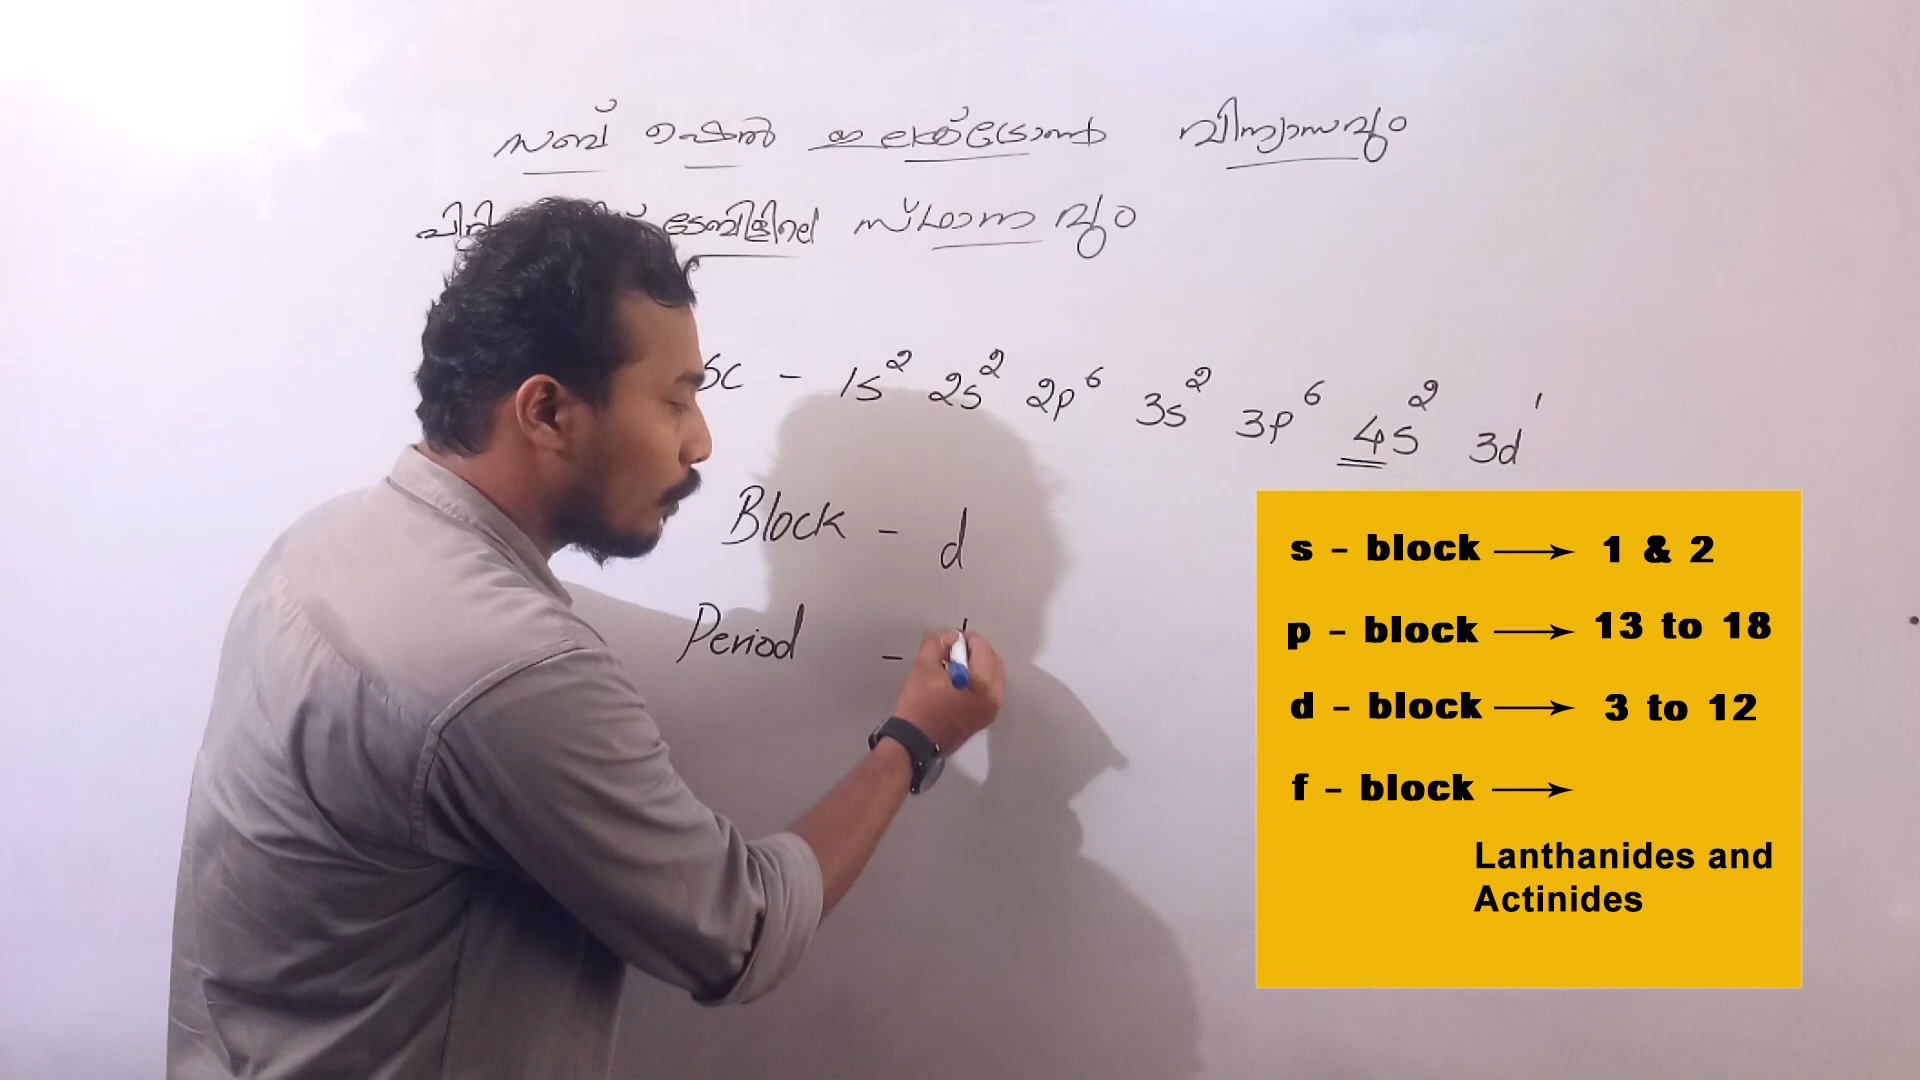 സബ് ഷെൽ ഇലക്ട്രോൺ വിന്യാസവും
ടേബിളിലെ സ്ഥാനവും
Sc - 1s² 2s² 2p⁶ 3s² 3p⁶ 4s² 3d¹
Block - d
Period -
s - block → 1 & 2
p - block → 13 to 18
d - block → 3 to 12
f - block →
Lanthanides and
Actinides